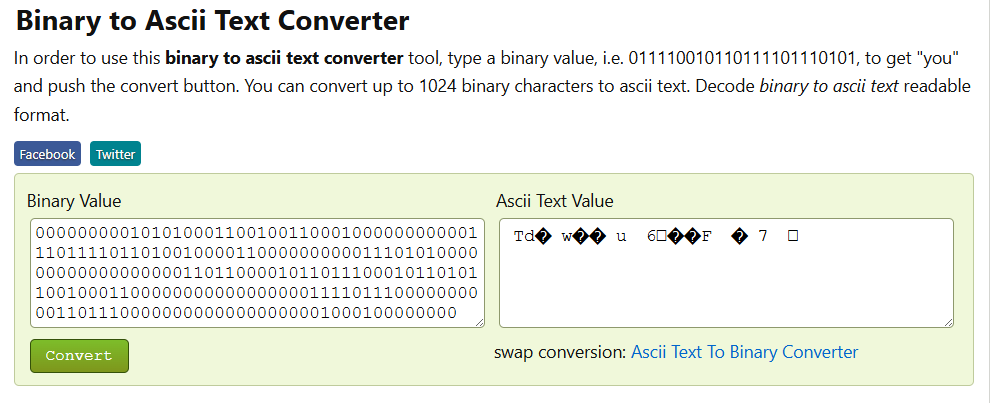 Binary to Ascii Text Converter
In order to use this binary to ascii text converter tool, type a binary value, i.e. 011110010110111101110101, to get "you"
and push the convert button. You can convert up to 1024 binary characters to ascii text. Decode binary to ascii text readable
format.
Facebook Twitter
Binary Value
000000000101010001100100110001000000000001
110111101101001000011000000000011101010000
000000000000001101100001011011100010110101
100100011000000000000000001111011100000000
0011011100000000000000000001000100000000
Convert
Ascii Text Value
Td� w�� u  6□��F  � 7  □
swap conversion: Ascii Text To Binary Converter